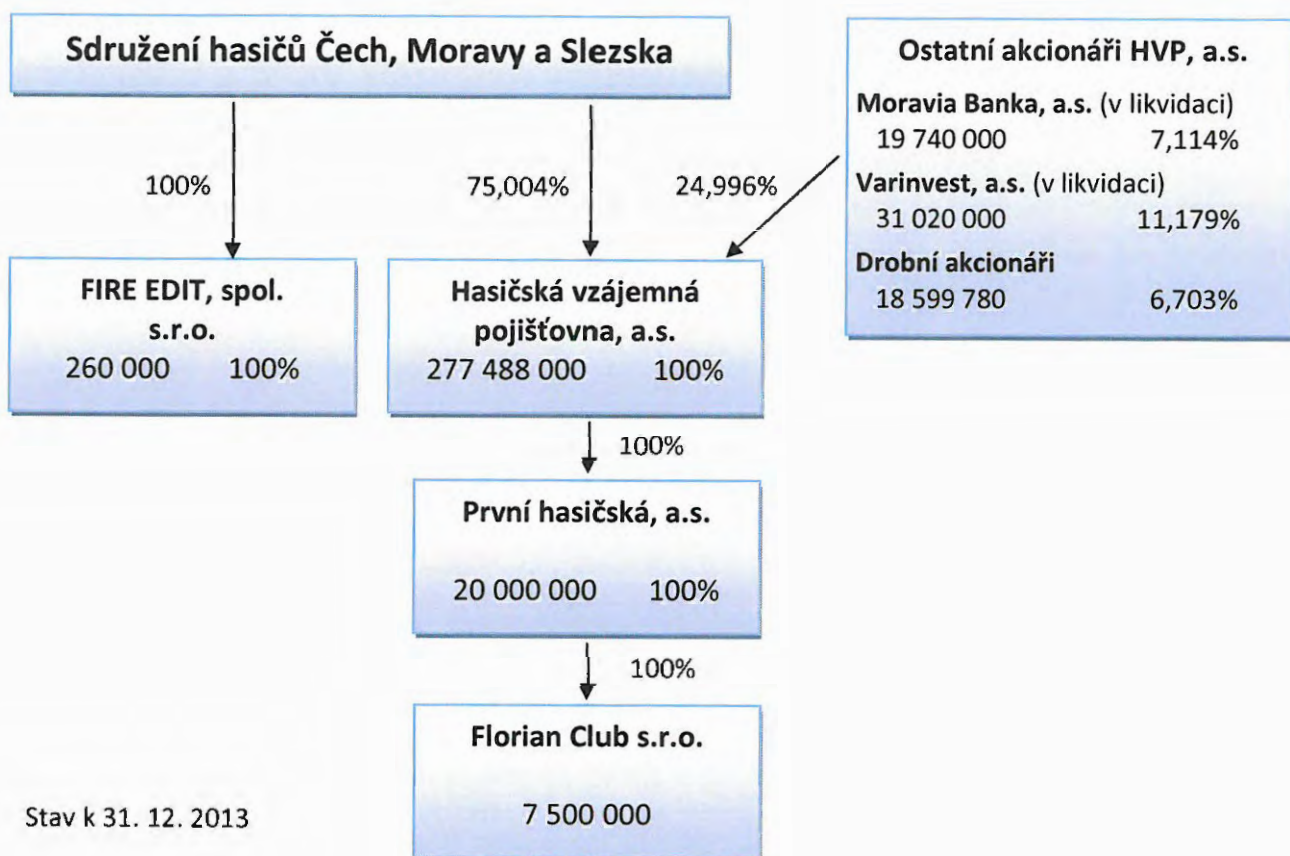 Sdružení hasičů Čech, Moravy a Slezska
100%
75,004%
24,996%
Ostatní akcionáři HVP, a.s.
Moravia Banka, a.s. (v likvidaci)
19 740 000 7,114%
Varinvest, a.s. (v likvidaci)
31 020 000 11,179%
Drobní akcionáři
18 599 780 6,703%
FIRE EDIT, spol.
s.r.o.
260 000 100%
Hasičská vzájemná
pojišťovna, a.s.
277 488 000 100%
100%
První hasičská, a.s.
20 000 000 100%
100%
Florian Club s.r.o.
7 500 000
Stav k 31. 12. 2013